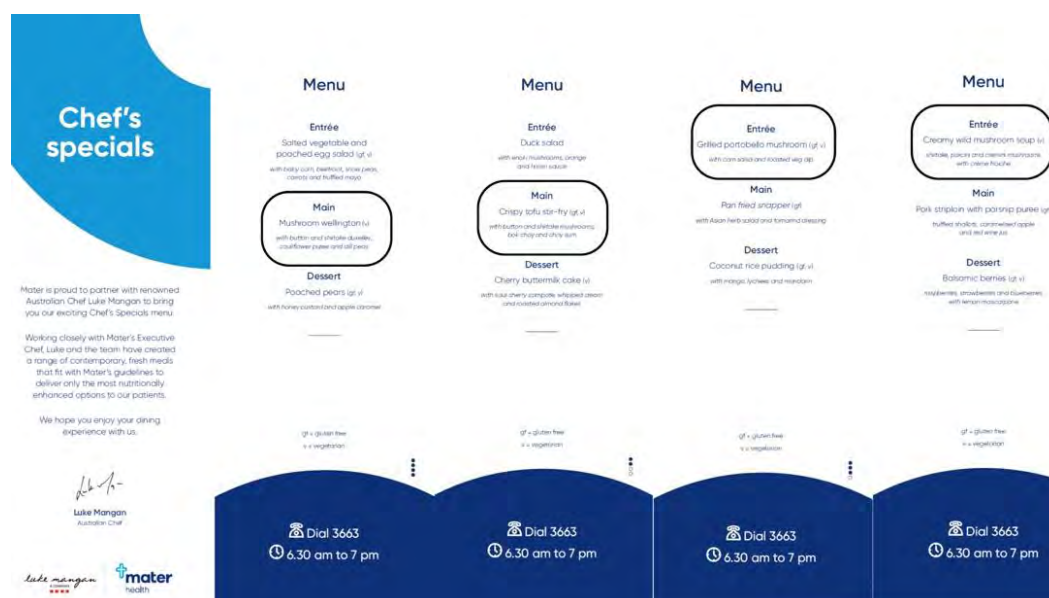 Chef's
specials
Mater is proud to partner with renowned
Australian Chef Luke Mangan to bring
you our exciting Chef's Specials menu.
Working closely with Mater's Executive
Chef, Luke and the team have created
a range of contemporary, fresh meals
that fit with Mater's guidelines to
deliver only the most nutritionally
enhanced options to our patients.
We hope you enjoy your dining
experience with us.
Luke Mangan
Australian Chef
luke mangan
mater
health
Menu
Entrée
Salted vegetable and
poached egg salad (gf v)
with baby corn, beetroot, snow peas,
carrots and truffled mayo
Main
Mushroom wellington (v)
with button and shiitake duxelles,
cauliflower puree and dill peas
Dessert
Poached pears (gf v)
with honey custard and apple caramel
gf = gluten free
v = vegetarian
Dial 3663
6.30 am to 7 pm
Menu
Entrée
Duck salad
with enoki mushrooms, orange
and hoisin sauce
Main
Crispy tofu stir-fry (gf v)
with button and shiitake mushrooms,
bok choy and choy sum
Dessert
Cherry buttermilk cake (v)
with sour cherry compote, whipped cream
and roasted almond flakes
gf = gluten free
v = vegetarian
Dial 3663
6.30 am to 7 pm
Menu
Entrée
Grilled portobello mushroom (gf v)
with corn salad and roasted veg dip
Main
Pan fried snapper (gf)
with Asian herb salad and tamarind dressing
Dessert
Coconut rice pudding (gf v)
with mango, lychees and mandarin
gf = gluten free
v = vegetarian
Dial 3663
6.30 am to 7 pm
Menu
Entrée
Creamy wild mushroom soup (v)
shiitake, porcini and cremini mushrooms
with crème fraiche
Main
Pork striploin with parsnip puree (gf
truffled shallots, caramelised apple
and red wine jus
Dessert
Balsamic berries (gf v)
raspberries, strawberries and blueberries
with lemon mascarpone
gf = gluten free
v = vegetarian
Dial 3663
6.30 am to 7 pm